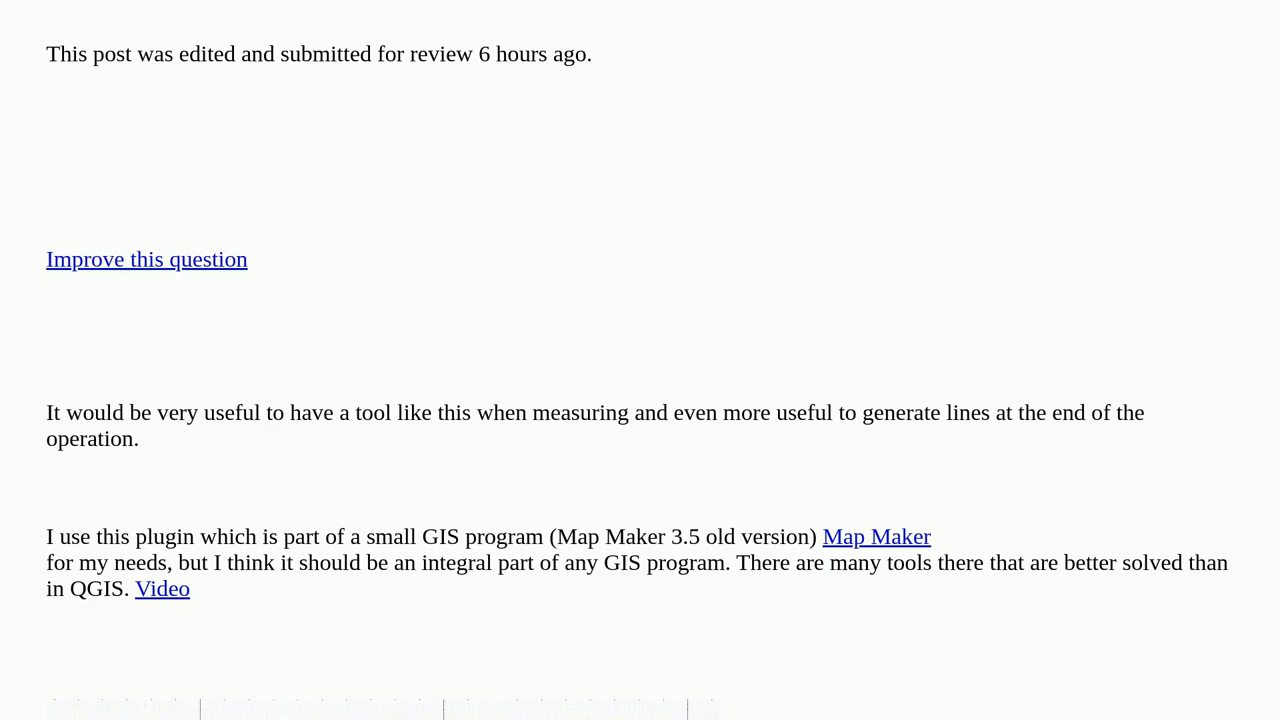 This post was edited and submitted for review 6 hours ago.
Improve this question
It would be very useful to have a tool like this when measuring and even more useful to generate lines at the end of the
operation.
I use this plugin which is part of a small GIS program (Map Maker 3.5 old version) Map Maker
for my needs, but I think it should be an integral part of any GIS program. There are many tools there that are better solved than
in QGIS. Video